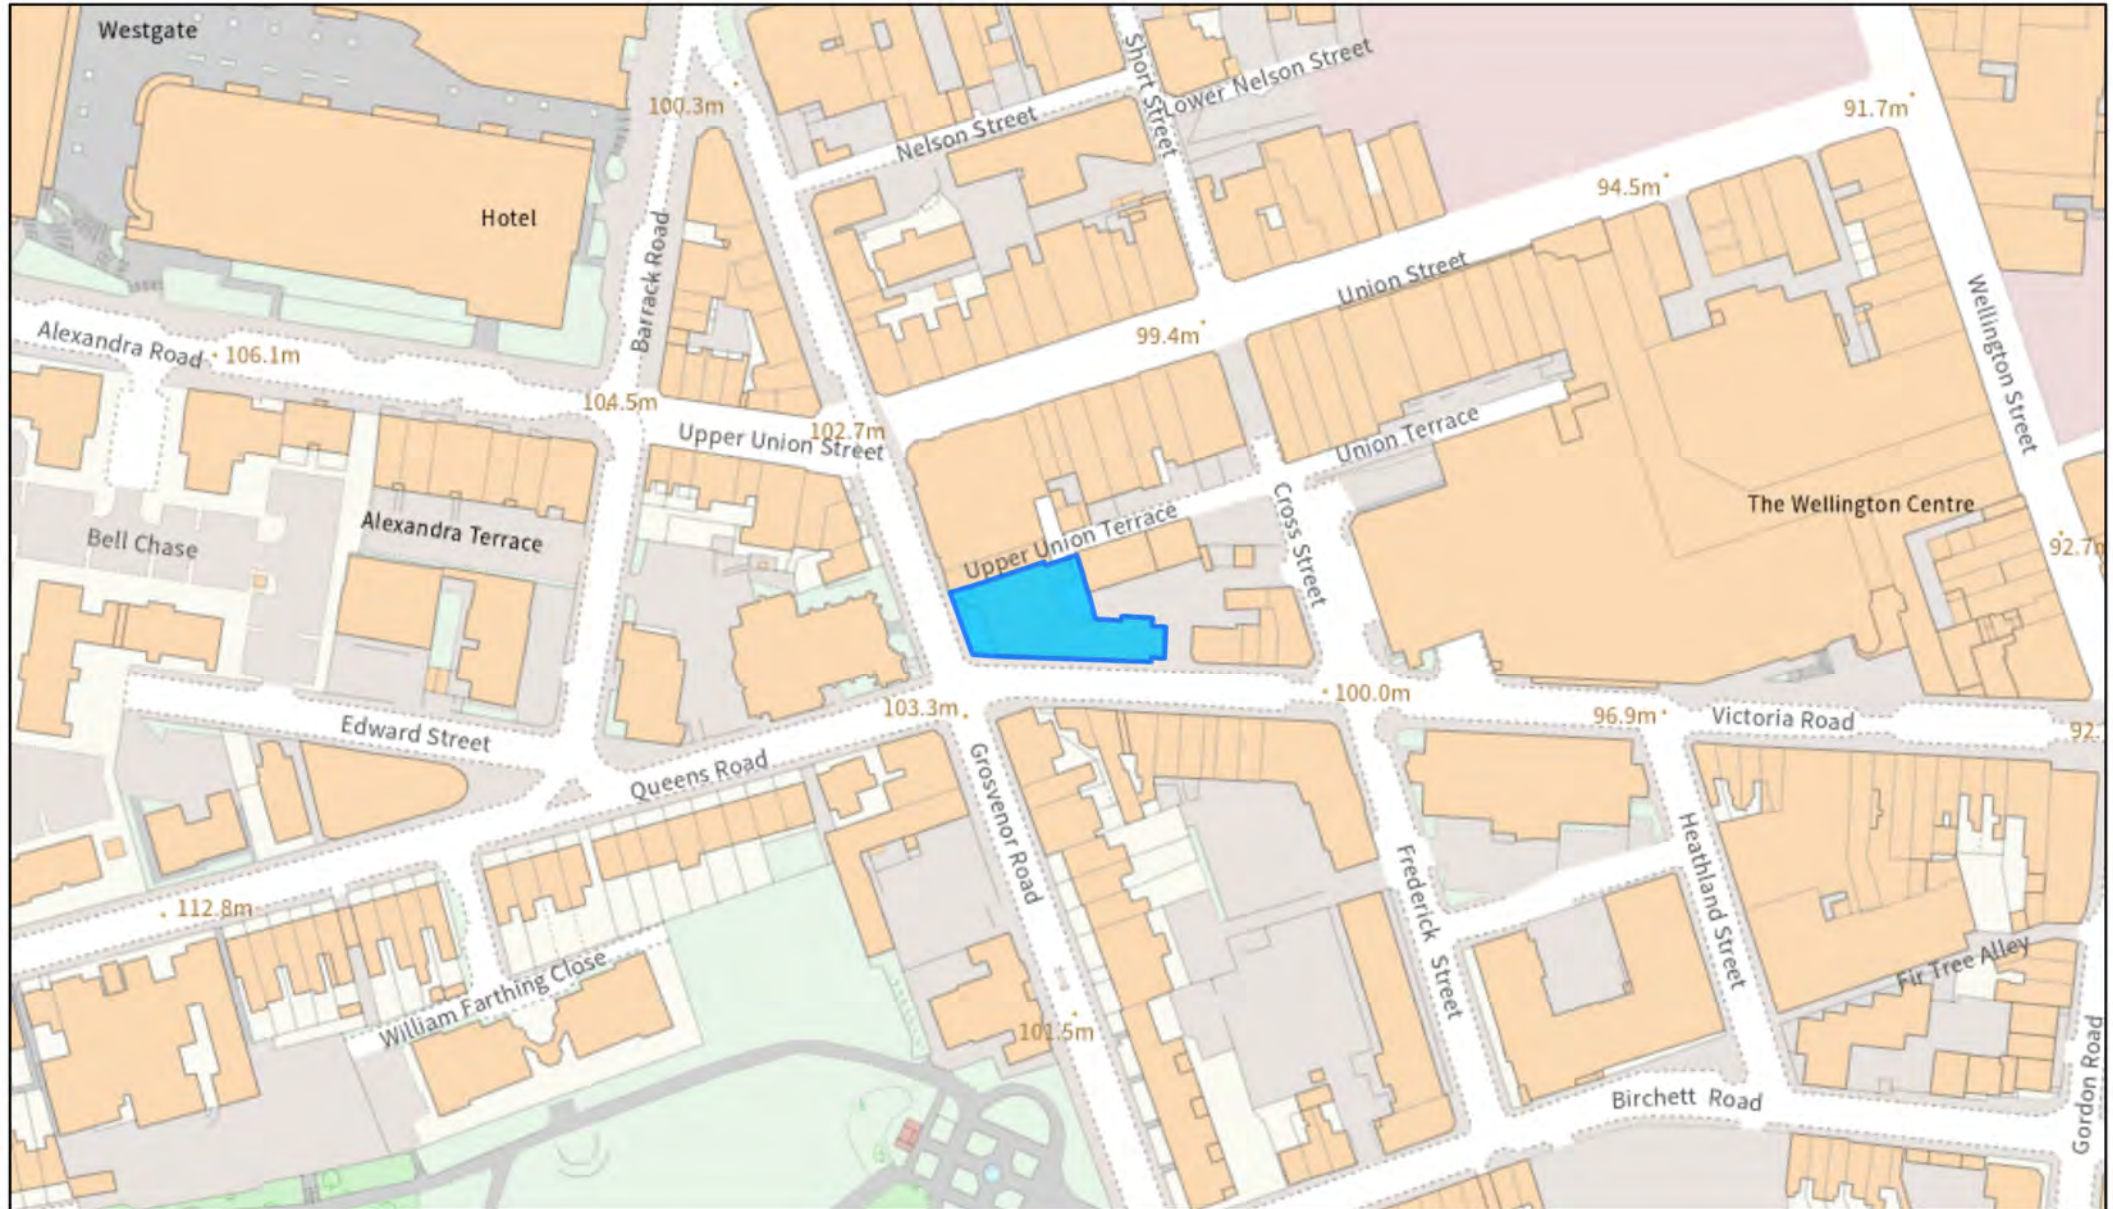 Westgate
Short Street
Lower Nelson Street
100.3m
91.7m
Nelson Street
94.5m
Hotel
Barrack Road
Union Street
Wellington Street
99.4m
Alexandra Road
106.1m
104.5m
102.7m
Upper Union Street
Union Terrace
Cross Street
The Wellington Centre
Alexandra Terrace
Bell Chase
Upper Union Terrace
92.7m
100.0m
103.3m
96.9m
Victoria Road
92.
Edward Street
Queens Road
Grosvenor Road
Heathland Street
Frederick Street
112.8m
Fir Tree Alley
William Farthing Close
101.5m
Gordon Road
Birchett Road